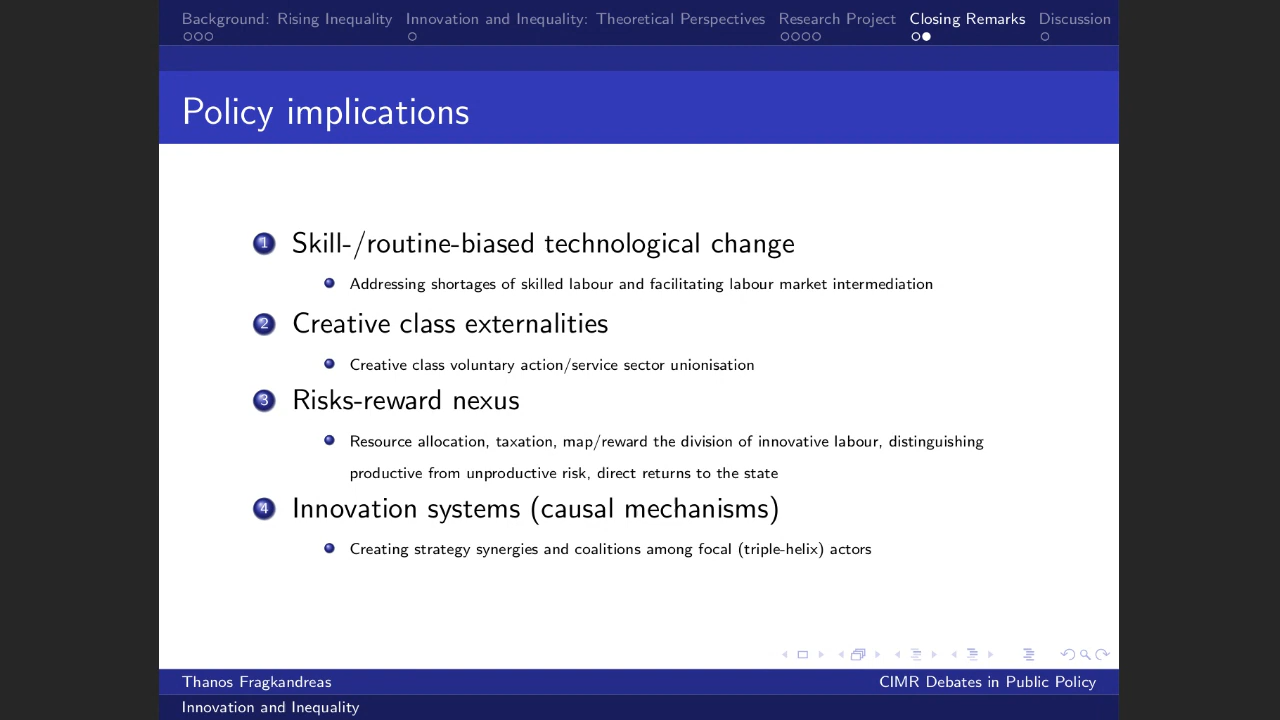 Background: Rising Inequality Innovation and Inequality: Theoretical Perspectives Research Project Closing Remarks Discussion
Policy implications
1 Skill-/routine-biased technological change
Addressing shortages of skilled labour and facilitating labour market intermediation
2 Creative class externalities
Creative class voluntary action/service sector unionisation
3 Risks-reward nexus
Resource allocation, taxation, map/reward the division of innovative labour, distinguishing
productive from unproductive risk, direct returns to the state
4 Innovation systems (causal mechanisms)
Creating strategy synergies and coalitions among focal (triple-helix) actors
Thanos Fragkandreas CIMR Debates in Public Policy
Innovation and Inequality